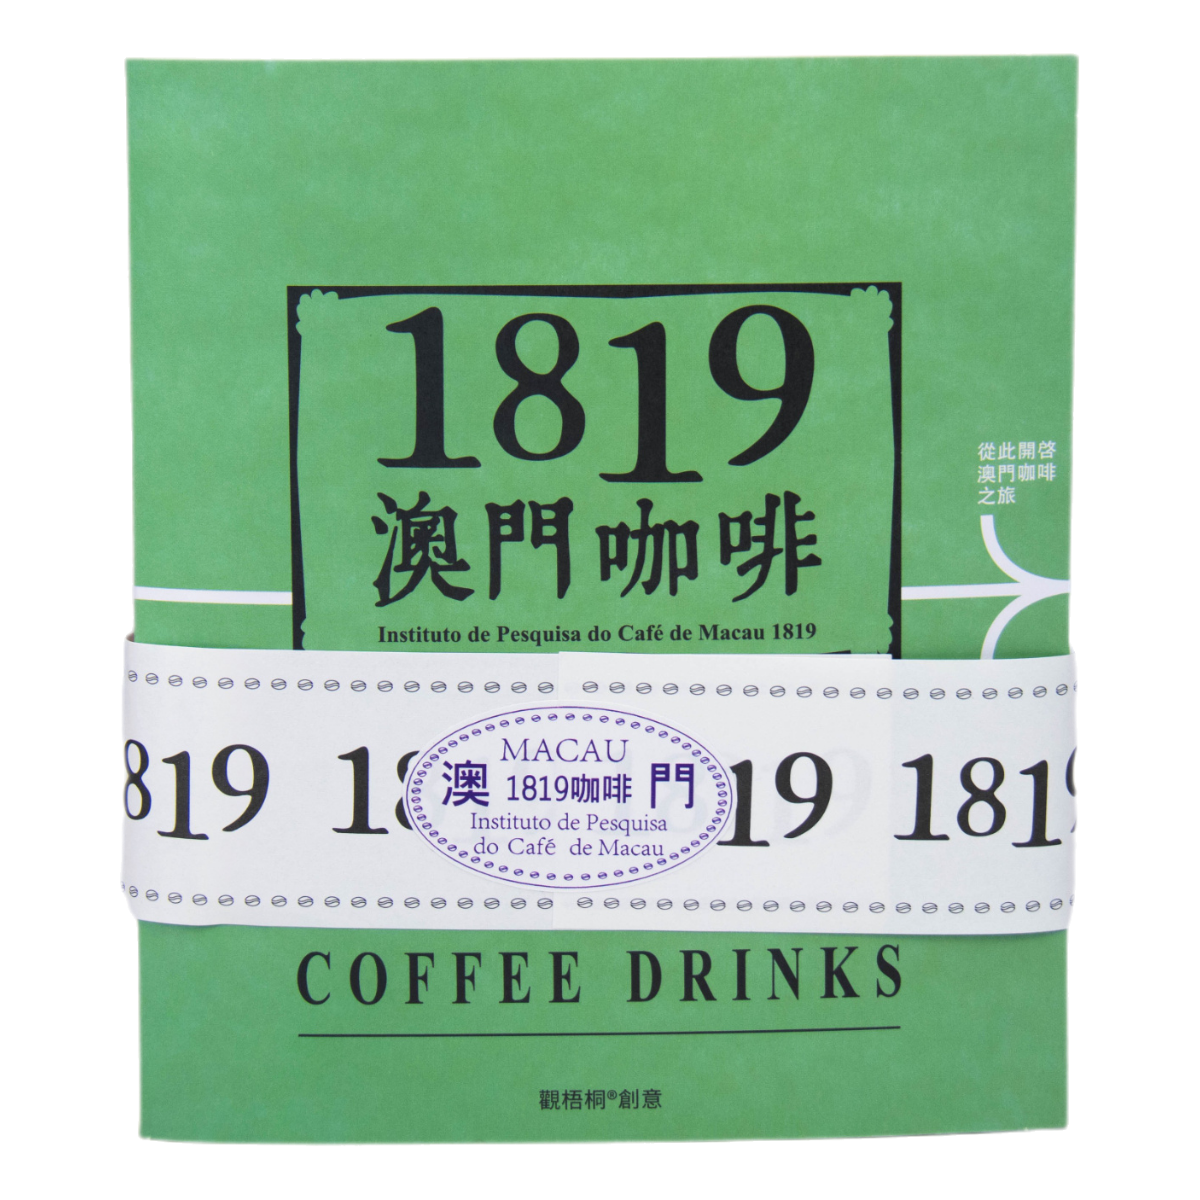 1819
澳門咖啡
Instituto de Pesquisa do Café de Macau 1819
從此開啓
澳門咖啡
之旅
819
18
19
1819
MACAU
澳 1819咖啡 門
Instituto de Pesquisa
do Café de Macau
COFFEE DRINKS
觀梧桐®創意